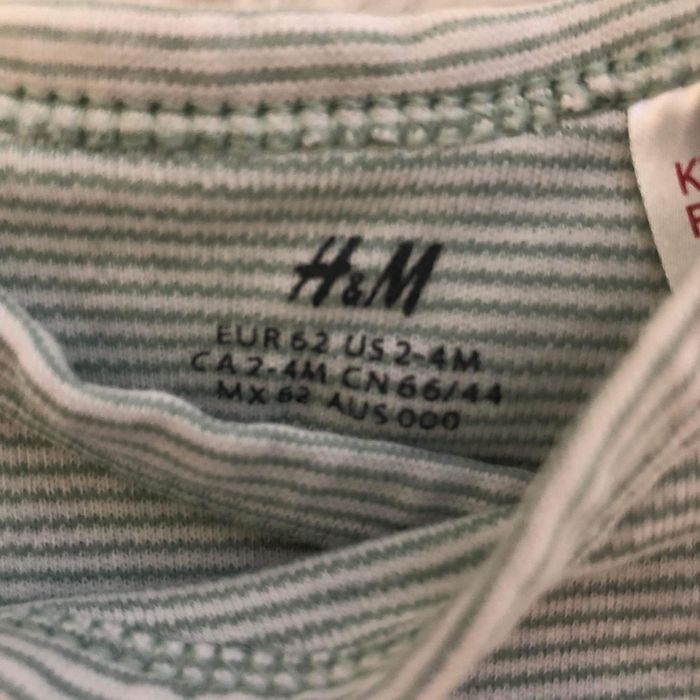 H&M
EUR 62 US 2-4M
CA 2-4M CN 66/44
MX 62 AUS 000
K